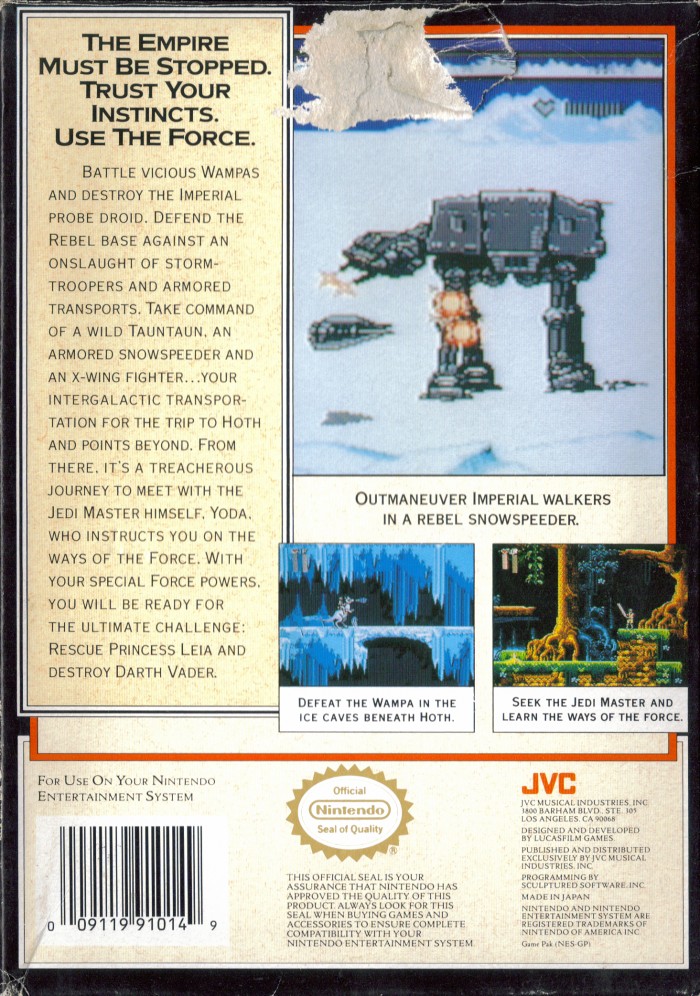 THE EMPIRE
MUST BE STOPPED.
TRUST YOUR
INSTINCTS.
USE THE FORCE.
BATTLE VICIOUS WAMPAS
AND DESTROY THE IMPERIAL
PROBE DROID. DEFEND THE
REBEL BASE AGAINST AN
ONSLAUGHT OF STORM-
TROOPERS AND ARMORED
TRANSPORTS. TAKE COMMAND
OF A WILD TAUNTAUN, AN
ARMORED SNOWSPEEDER AND
AN X-WING FIGHTER...YOUR
INTERGALACTIC TRANSPOR-
TATION FOR THE TRIP TO HOTH
AND POINTS BEYOND. FROM
THERE, IT'S A TREACHEROUS
JOURNEY TO MEET WITH THE
JEDI MASTER HIMSELF, YODA,
WHO INSTRUCTS YOU ON THE
WAYS OF THE FORCE. WITH
YOUR SPECIAL FORCE POWERS,
YOU WILL BE READY FOR
THE ULTIMATE CHALLENGE:
RESCUE PRINCESS LEIA AND
DESTROY DARTH VADER.
OUTMANEUVER IMPERIAL WALKERS
IN A REBEL SNOWSPEEDER.
DEFEAT THE WAMPA IN THE
ICE CAVES BENEATH HOTH.
SEEK THE JEDI MASTER AND
LEARN THE WAYS OF THE FORCE.
FOR USE ON YOUR NINTENDO
ENTERTAINMENT SYSTEM
0 09119 91014 9
Official
Nintendo
Seal of Quality
®
THIS OFFICIAL SEAL IS YOUR
ASSURANCE THAT NINTENDO HAS
APPROVED THE QUALITY OF THIS
PRODUCT. ALWAYS LOOK FOR THIS
SEAL WHEN BUYING GAMES AND
ACCESSORIES TO ENSURE COMPLETE
COMPATIBILITY WITH YOUR
NINTENDO ENTERTAINMENT SYSTEM.
JVC
JVC MUSICAL INDUSTRIES, INC.
3800 BARHAM BLVD., STE. 305
LOS ANGELES, CA 90068
DESIGNED AND DEVELOPED
BY LUCASFILM GAMES.
PUBLISHED AND DISTRIBUTED
EXCLUSIVELY BY JVC MUSICAL
INDUSTRIES, INC.
PROGRAMMING BY
SCULPTURED SOFTWARE, INC.
MADE IN JAPAN
NINTENDO AND NINTENDO
ENTERTAINMENT SYSTEM ARE
REGISTERED TRADEMARKS OF
NINTENDO OF AMERICA INC.
Game Pak (NES-GP)